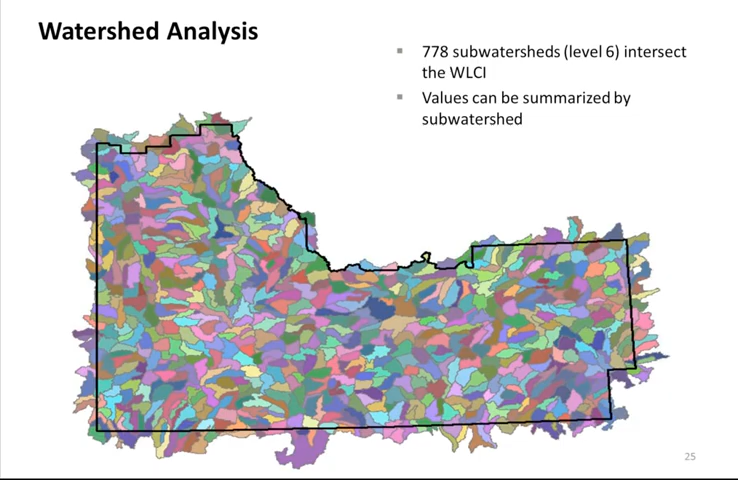 Watershed Analysis
778 subwatersheds (level 6) intersect
the WLCI
Values can be summarized by
subwatershed
25